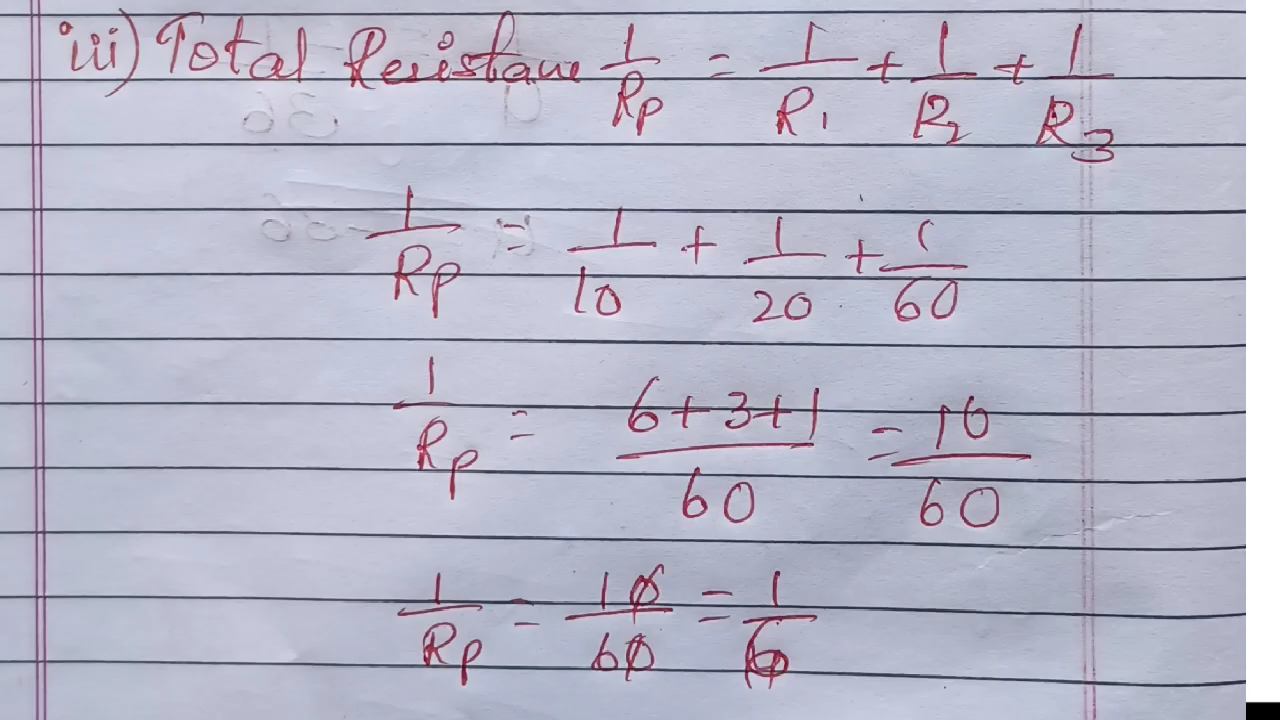 iii) Total Resistance 1/Rp = 1/R1 + 1/R2 + 1/R3
1/Rp = 1/10 + 1/20 + 1/60
1/Rp = 6+3+1/60 = 10/60
1/Rp = 10/60 = 1/6